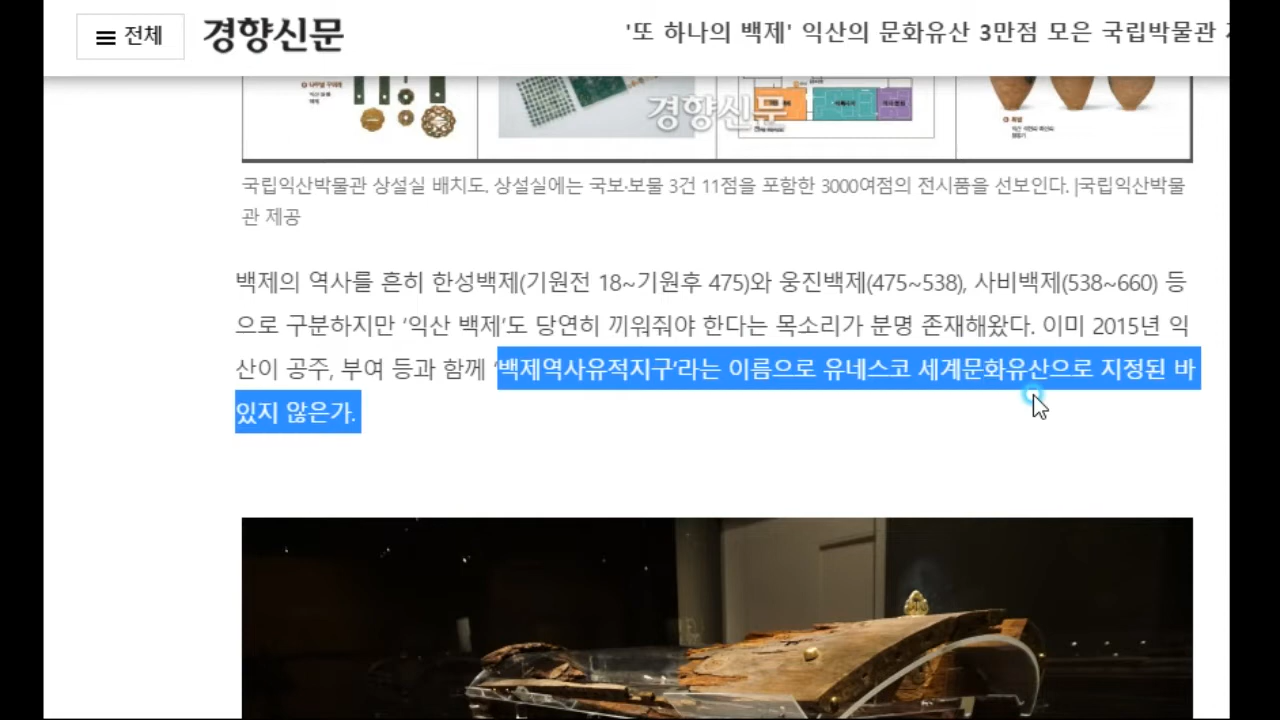 전체
경향신문
'또 하나의 백제' 익산의 문화유산 3만점 모은 국립박물관
경향신문
국립익산박물관 상설실 배치도. 상설실에는 국보·보물 3건 11점을 포함한 3000여점의 전시품을 선보인다. |국립익산박물
관 제공
백제의 역사를 흔히 한성백제(기원전 18~기원후 475)와 웅진백제(475~538), 사비백제(538~660) 등
으로 구분하지만 ‘익산 백제’도 당연히 끼워줘야 한다는 목소리가 분명 존재해왔다. 이미 2015년 익
산이 공주, 부여 등과 함께 ‘백제역사유적지구’라는 이름으로 유네스코 세계문화유산으로 지정된 바
있지 않은가.